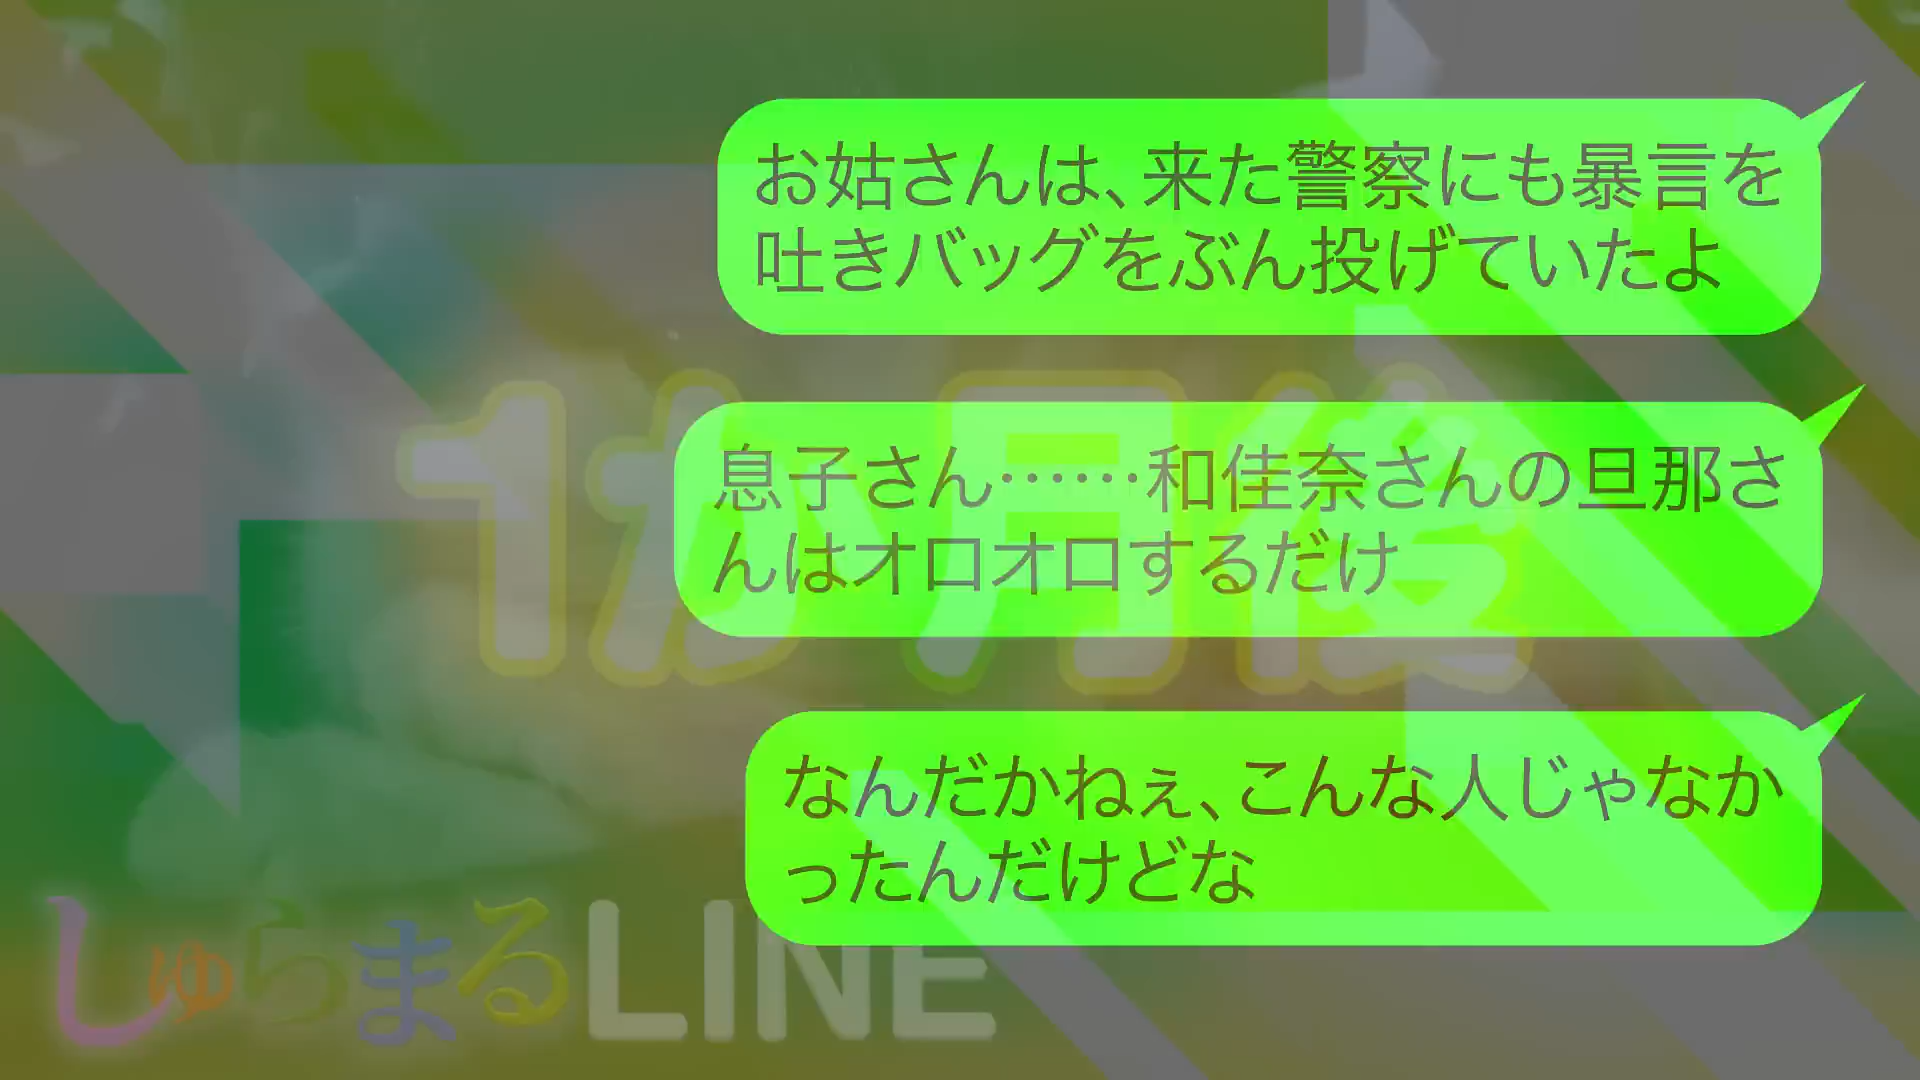 お姑さんは、来た警察にも暴言を
吐きバッグをぶん投げていたよ
息子さん……和佳奈さんの旦那さ
んはオロオロするだけ
1か月後
なんだかねぇ、こんな人じゃなか
ったんだけどな
しゅらまるLINE